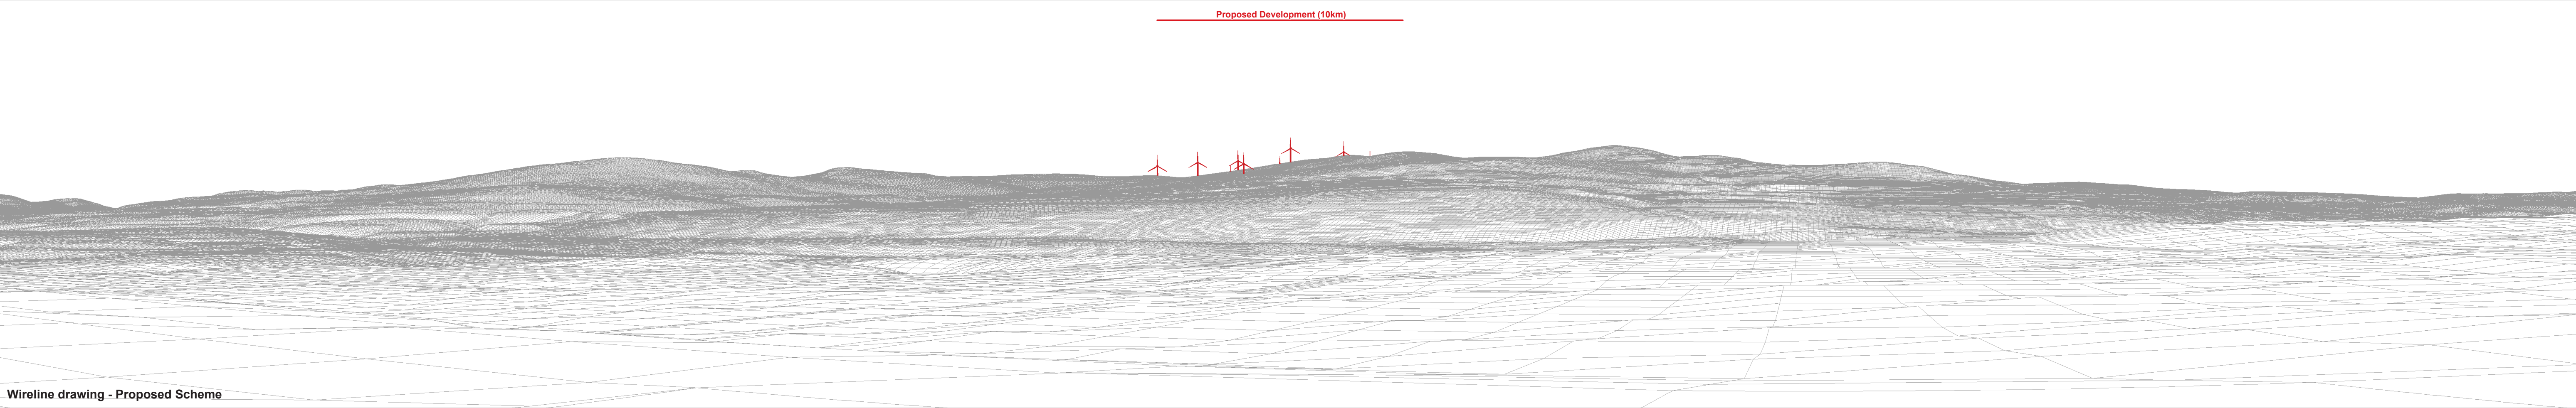 Proposed Development (10km)
Wireline drawing - Proposed Scheme